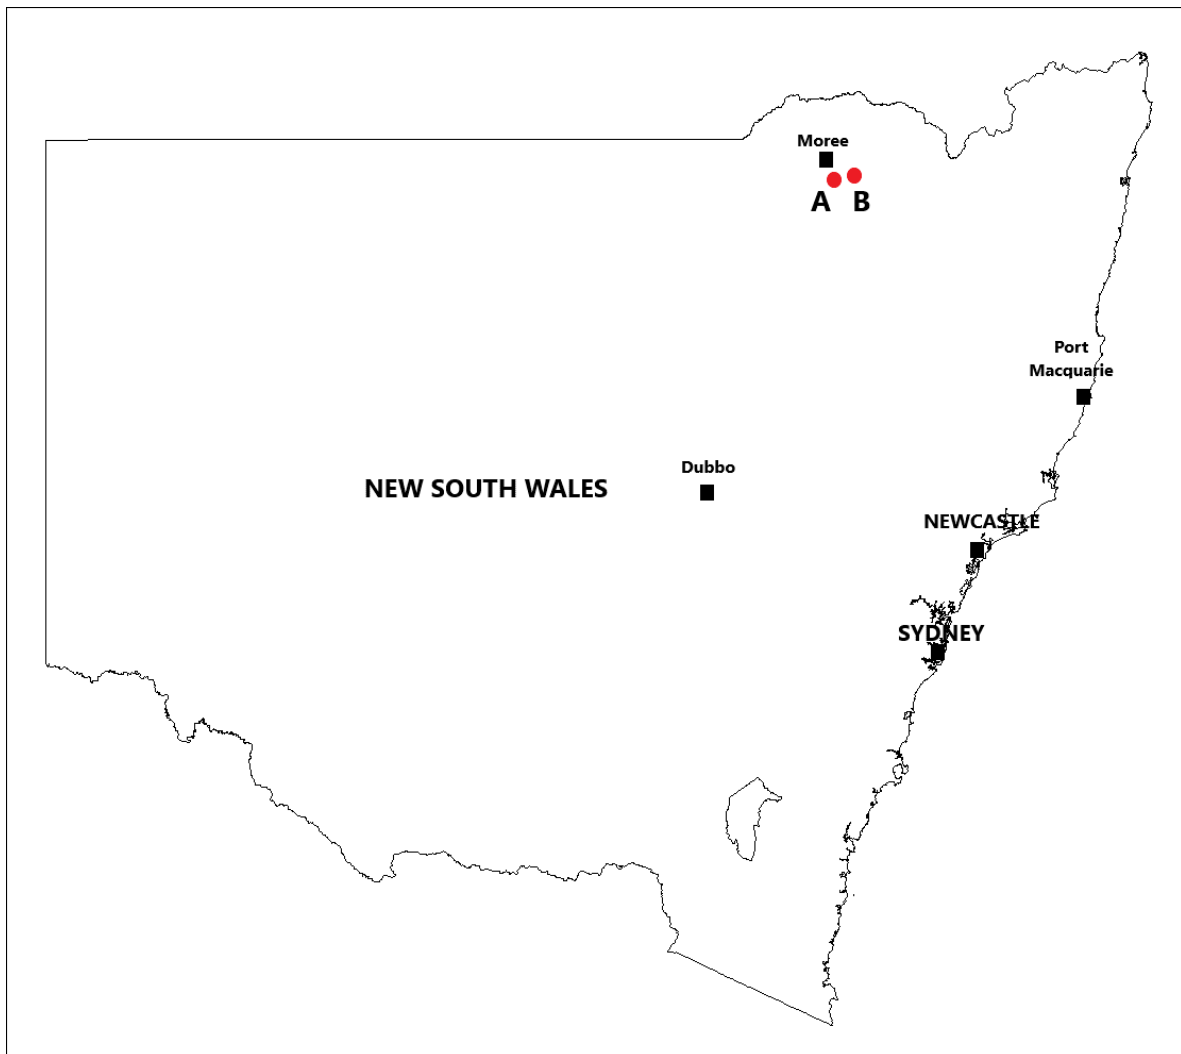 Moree
A
B
Port
Macquarie
Dubbo
NEW SOUTH WALES
NEWCASTLE
SYDNEY